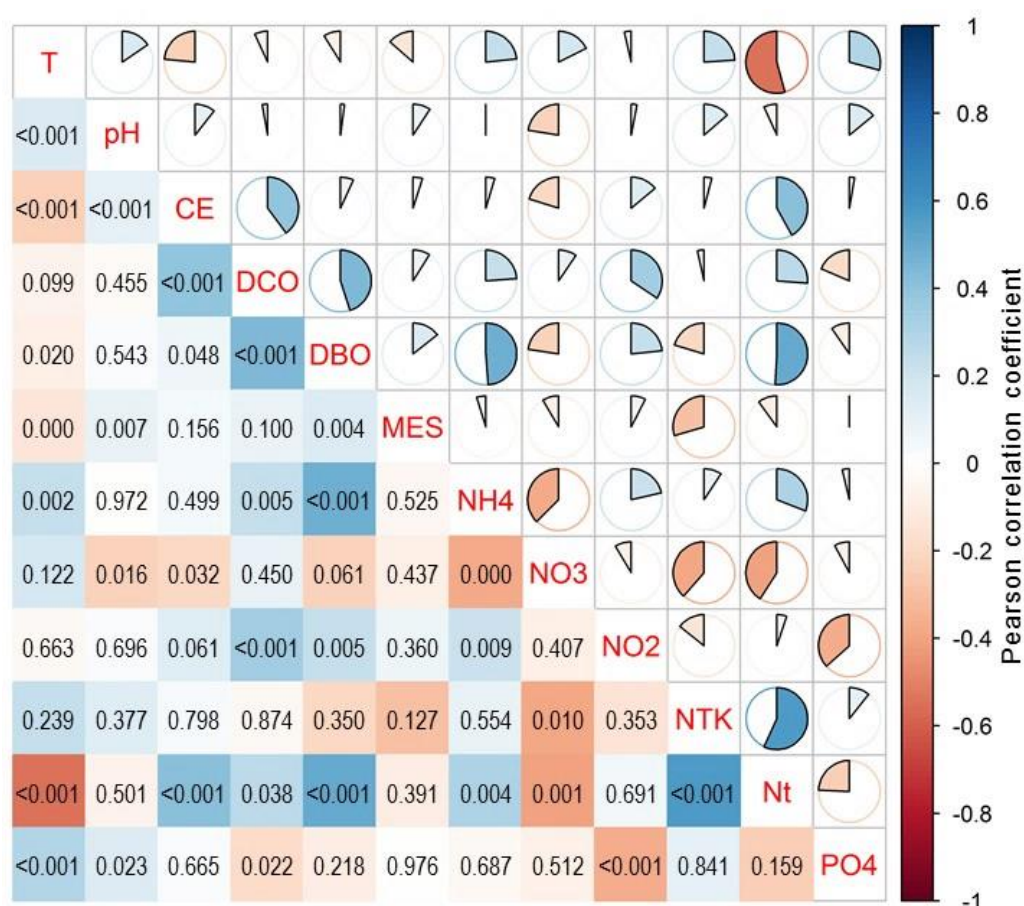 T
<0.001 pH
<0.001 <0.001 CE
0.099 0.455 <0.001 DCO
0.020 0.543 0.048 <0.001 DBO
0.000 0.007 0.156 0.100 0.004 MES
0.002 0.972 0.499 0.005 <0.001 0.525 NH4
0.122 0.016 0.032 0.450 0.061 0.437 0.000 NO3
0.663 0.696 0.061 <0.001 0.005 0.360 0.009 0.407 NO2
0.239 0.377 0.798 0.874 0.350 0.127 0.554 0.010 0.353 NTK
<0.001 0.501 <0.001 0.038 <0.001 0.391 0.004 0.001 0.691 <0.001 Nt
<0.001 0.023 0.665 0.022 0.218 0.976 0.687 0.512 <0.001 0.841 0.159 PO4
1
0.8
0.6
0.4
0.2
0
-0.2
-0.4
-0.6
-0.8
-1
Pearson correlation coefficient